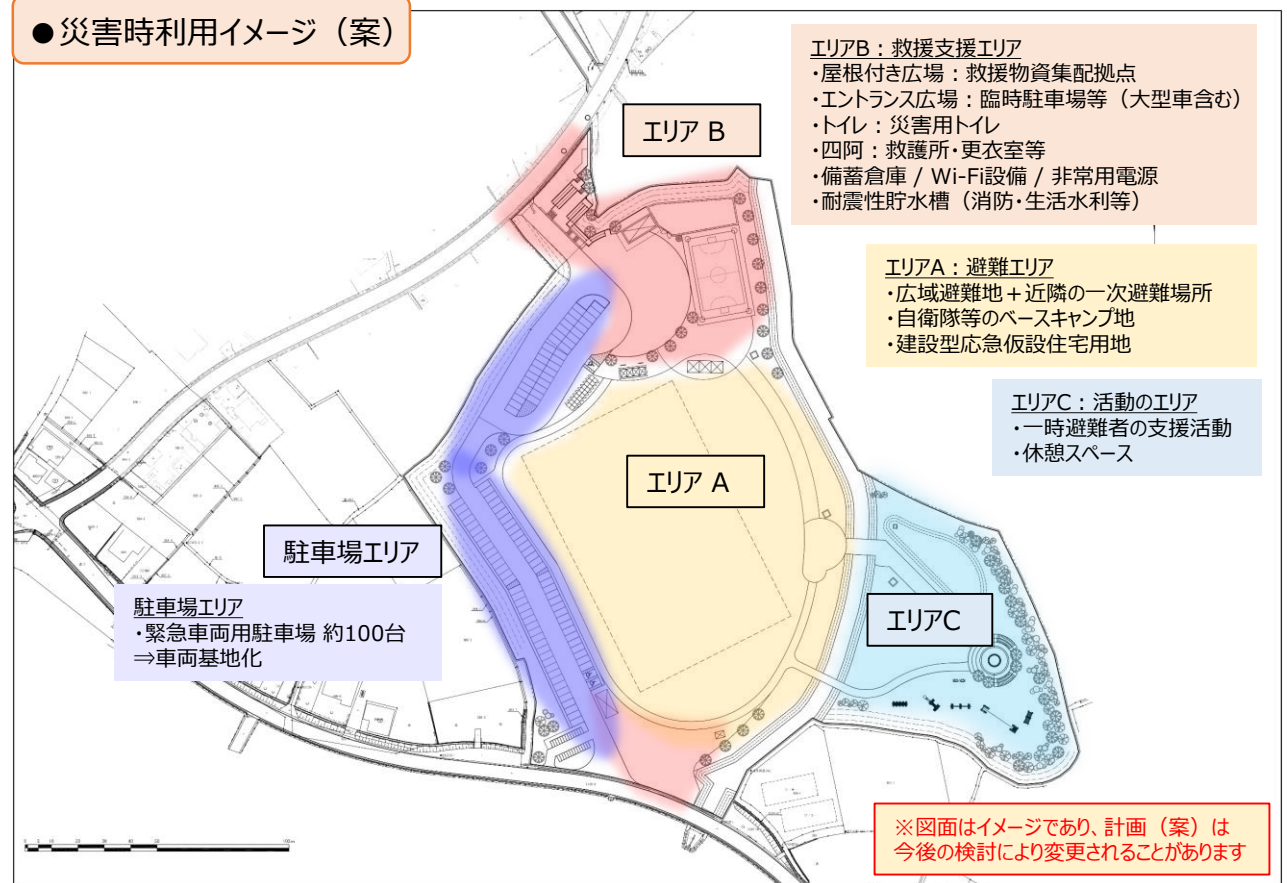 ●災害時利用イメージ（案）
エリアB：救援支援エリア
・屋根付き広場：救援物資集配拠点
・エントランス広場：臨時駐車場等（大型車含む）
・トイレ：災害用トイレ
・四阿：救護所・更衣室等
・備蓄倉庫 / Wi-Fi設備 / 非常用電源
・耐震性貯水槽（消防・生活水利等）
エリア B
エリアA：避難エリア
・広域避難地＋近隣の一次避難場所
・自衛隊等のベースキャンプ地
・建設型応急仮設住宅用地
エリアC：活動のエリア
・一時避難者の支援活動
・休憩スペース
エリア A
駐車場エリア
駐車場エリア
・緊急車両用駐車場 約100台
⇒車両基地化
エリアC
※図面はイメージであり、計画（案）は
今後の検討により変更されることがあります